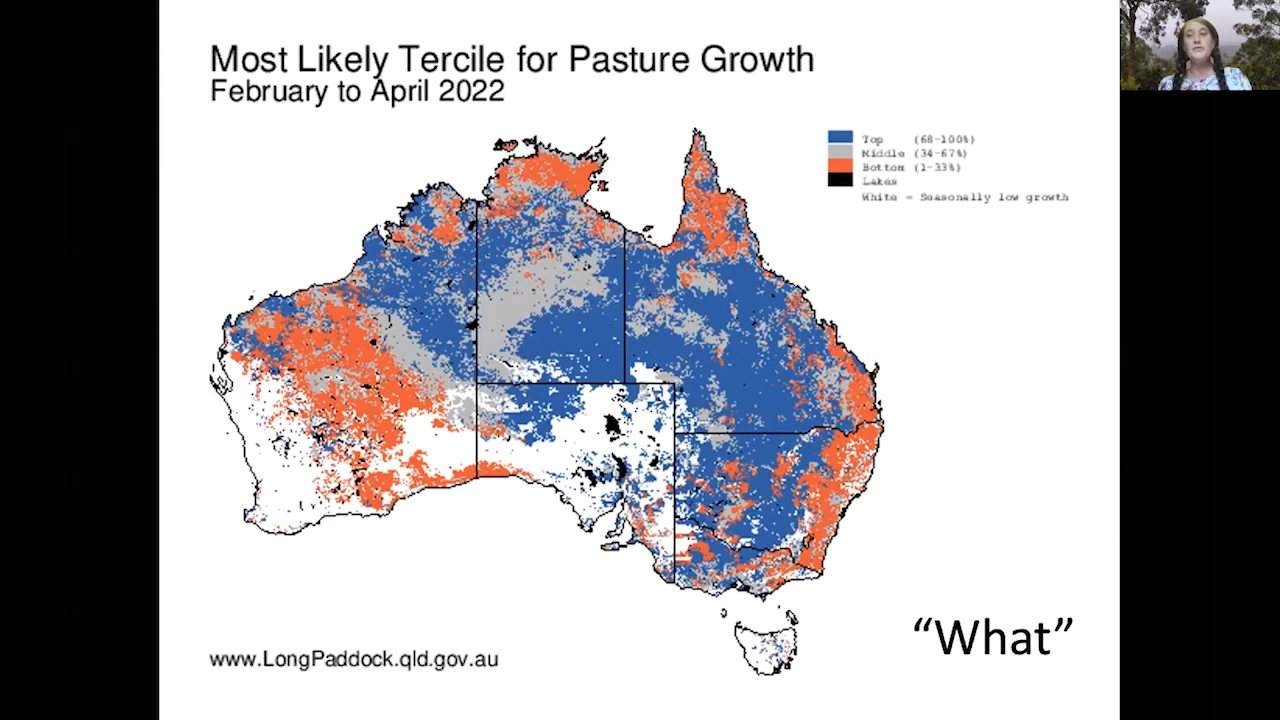 Most Likely Tercile for Pasture Growth
February to April 2022
Top (68-100%)
Middle (34-67%)
Bottom (1-33%)
Lakes
White = Seasonally low growth
“What”
www.LongPaddock.qld.gov.au